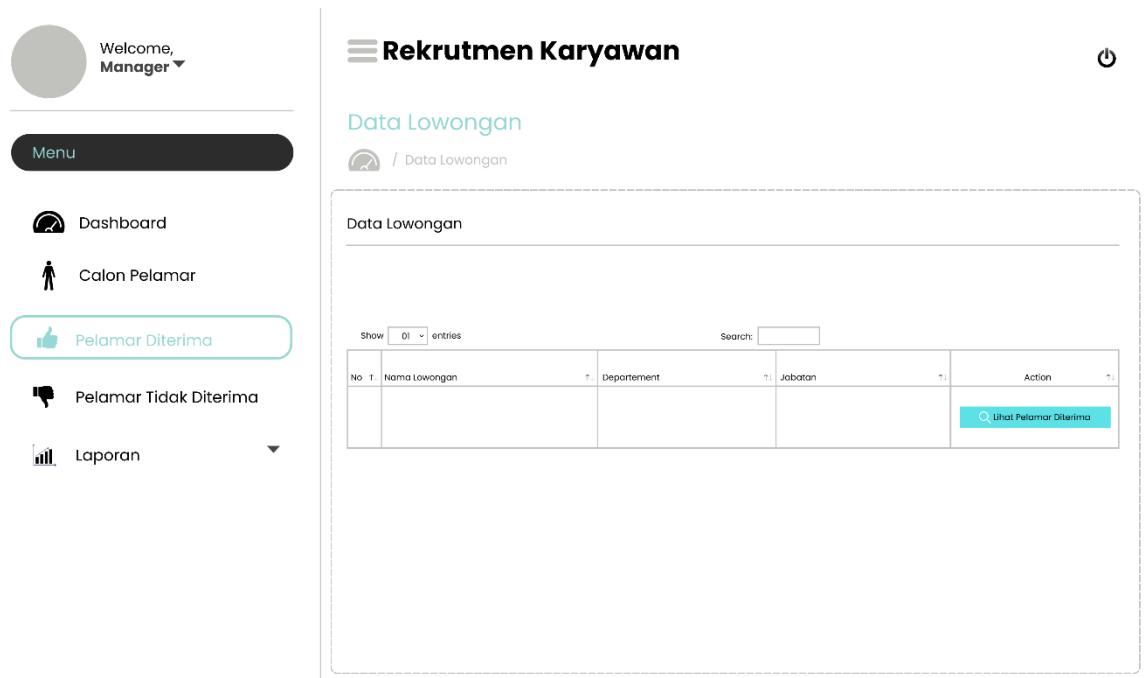 Welcome,
Manager
Menu
Dashboard
Calon Pelamar
Pelamar Diterima
Pelamar Tidak Diterima
Laporan
Rekrutmen Karyawan
Data Lowongan
/ Data Lowongan
Data Lowongan
Show 01 entries Search:
No Nama Lowongan Departement Jabatan Action
Lihat Pelamar Diterima